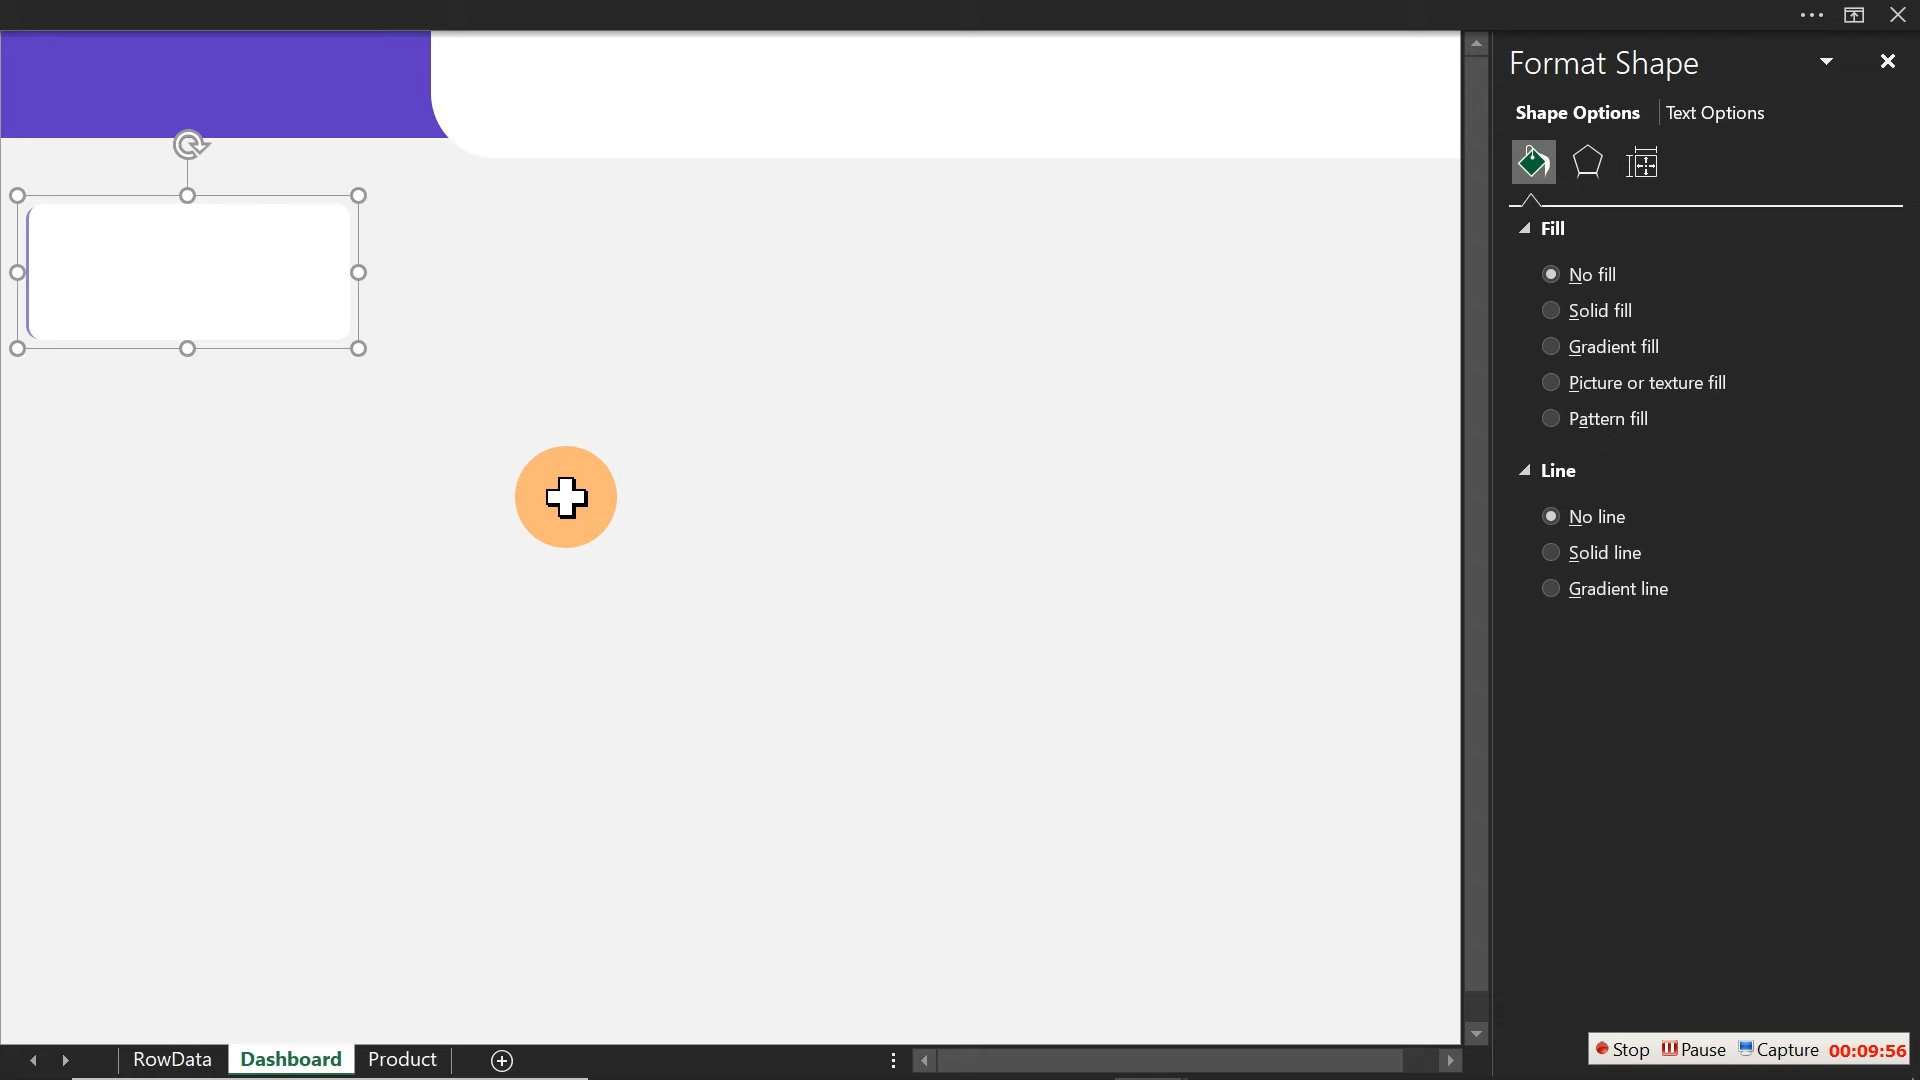 Format Shape
Shape Options
Text Options
Fill
No fill
Solid fill
Gradient fill
Picture or texture fill
Pattern fill
Line
No line
Solid line
Gradient line
RowData
Dashboard
Product
Stop
Pause
Capture
00:09:56